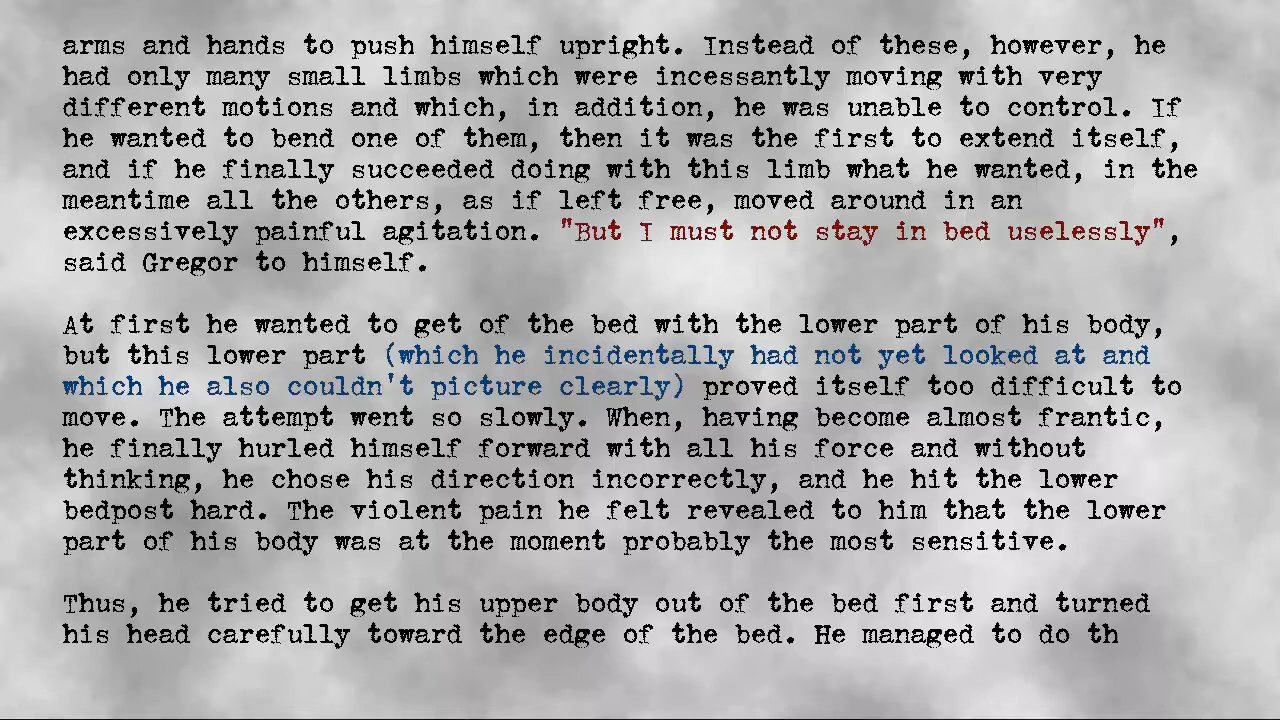 arms and hands to push himself upright. Instead of these, however, he
had only many small limbs which were incessantly moving with very
different motions and which, in addition, he was unable to control. If
he wanted to bend one of them, then it was the first to extend itself,
and if he finally succeeded doing with this limb what he wanted, in the
meantime all the others, as if left free, moved around in an
excessively painful agitation. "But I must not stay in bed uselessly",
said Gregor to himself.

At first he wanted to get of the bed with the lower part of his body,
but this lower part (which he incidentally had not yet looked at and
which he also couldn't picture clearly) proved itself too difficult to
move. The attempt went so slowly. When, having become almost frantic,
he finally hurled himself forward with all his force and without
thinking, he chose his direction incorrectly, and he hit the lower
bedpost hard. The violent pain he felt revealed to him that the lower
part of his body was at the moment probably the most sensitive.

Thus, he tried to get his upper body out of the bed first and turned
his head carefully toward the edge of the bed. He managed to do th